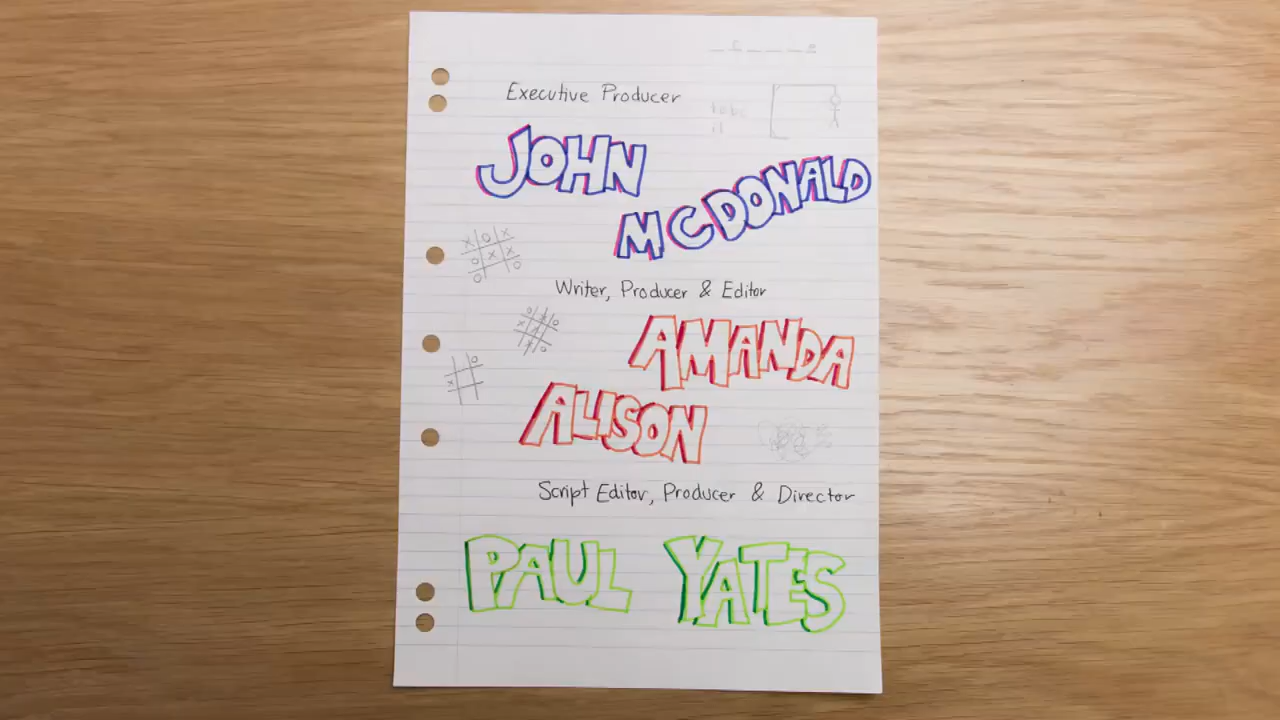 Executive Producer
JOHN
MCDONALD
Writer, Producer & Editor
AMANDA
ALISON
Script Editor, Producer & Director
PAUL YATES